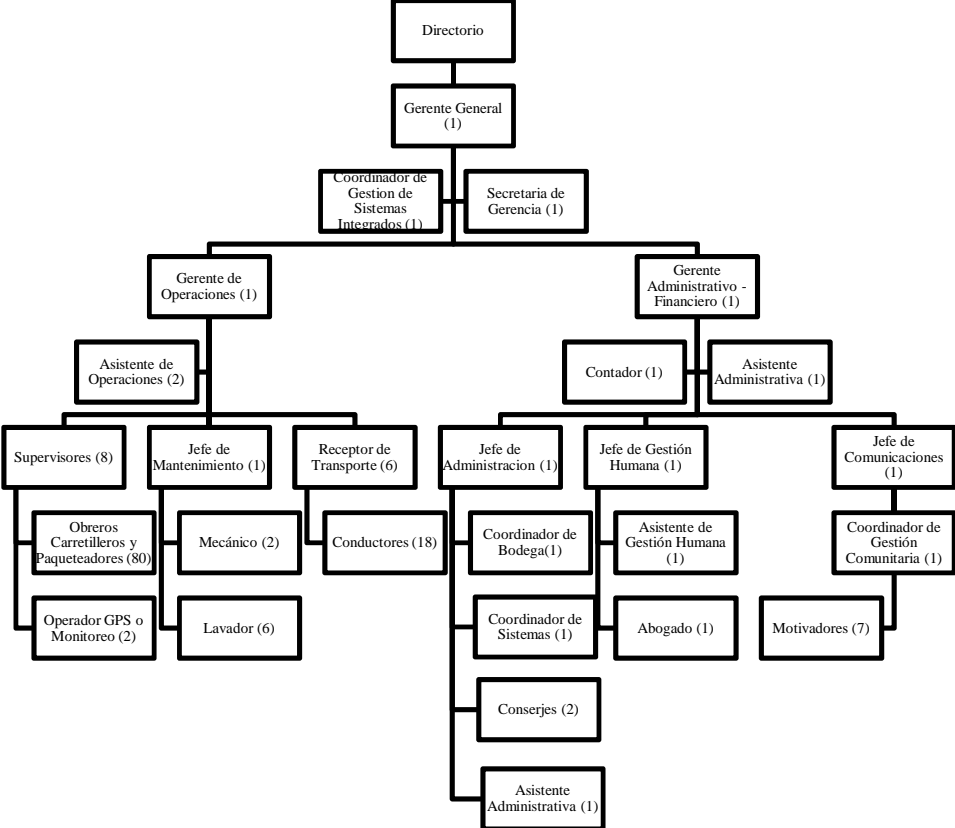 Directorio
Gerente General
(1)
Coordinador de
Gestion de
Sistemas
Integrados (1)
Secretaria de
Gerencia (1)
Gerente de
Operaciones (1)
Gerente
Administrativo -
Financiero (1)
Asistente de
Operaciones (2)
Contador (1)
Asistente
Administrativa (1)
Supervisores (8)
Jefe de
Mantenimiento (1)
Receptor de
Transporte (6)
Jefe de
Administracion (1)
Jefe de Gestión
Humana (1)
Jefe de
Comunicaciones
(1)
Obreros
Carretilleros y
Paqueteadores (80)
Mecánico (2)
Conductores (18)
Coordinador de
Bodega(1)
Asistente de
Gestión Humana
(1)
Coordinador de
Gestión
Comunitaria (1)
Operador GPS o
Monitoreo (2)
Lavador (6)
Coordinador de
Sistemas (1)
Abogado (1)
Motivadores (7)
Conserjes (2)
Asistente
Administrativa (1)